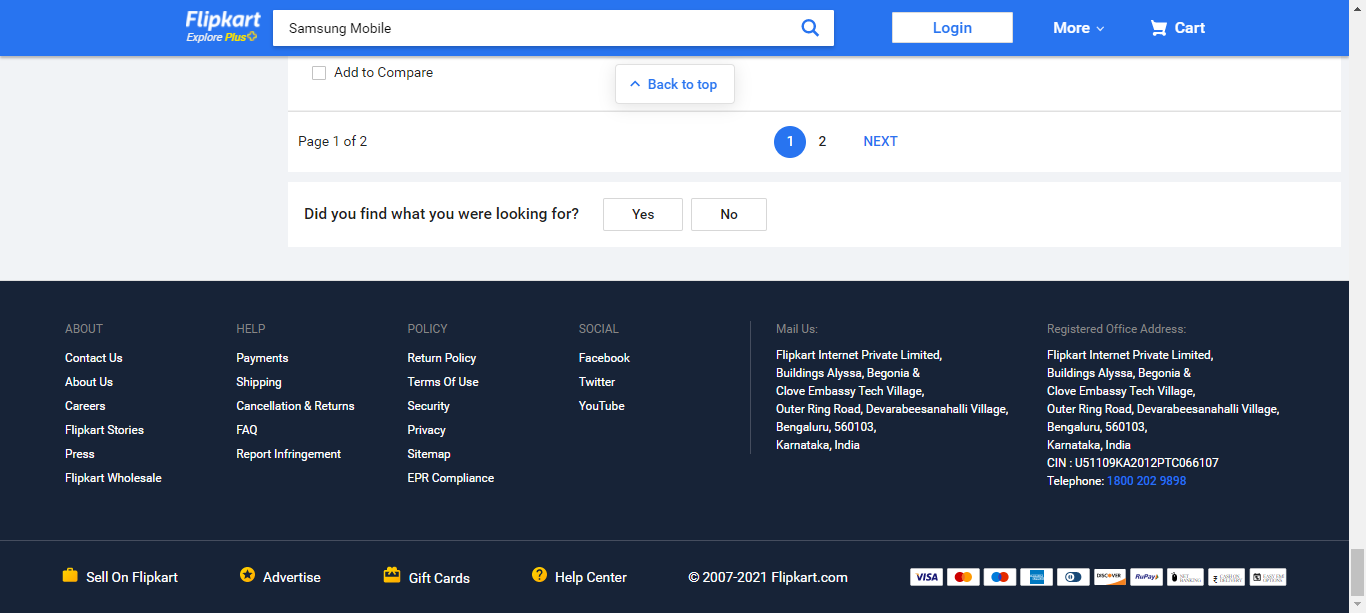 Flipkart
Explore Plus
Samsung Mobile
Login
More
Cart
Add to Compare
Back to top
Page 1 of 2
1 2 NEXT
Did you find what you were looking for? Yes No
ABOUT
Contact Us
About Us
Careers
Flipkart Stories
Press
Flipkart Wholesale
HELP
Payments
Shipping
Cancellation & Returns
FAQ
Report Infringement
POLICY
Return Policy
Terms Of Use
Security
Privacy
Sitemap
EPR Compliance
SOCIAL
Facebook
Twitter
YouTube
Mail Us:
Flipkart Internet Private Limited,
Buildings Alyssa, Begonia &
Clove Embassy Tech Village,
Outer Ring Road, Devarabeesanahalli Village,
Bengaluru, 560103,
Karnataka, India
Registered Office Address:
Flipkart Internet Private Limited,
Buildings Alyssa, Begonia &
Clove Embassy Tech Village,
Outer Ring Road, Devarabeesanahalli Village,
Bengaluru, 560103,
Karnataka, India
CIN : U51109KA2012PTC066107
Telephone: 1800 202 9898
Sell On Flipkart
Advertise
Gift Cards
Help Center
© 2007-2021 Flipkart.com
VISA
DISCOVER
RuPay
NET BANKING
CASH ON DELIVERY
EASY EMI OPTIONS